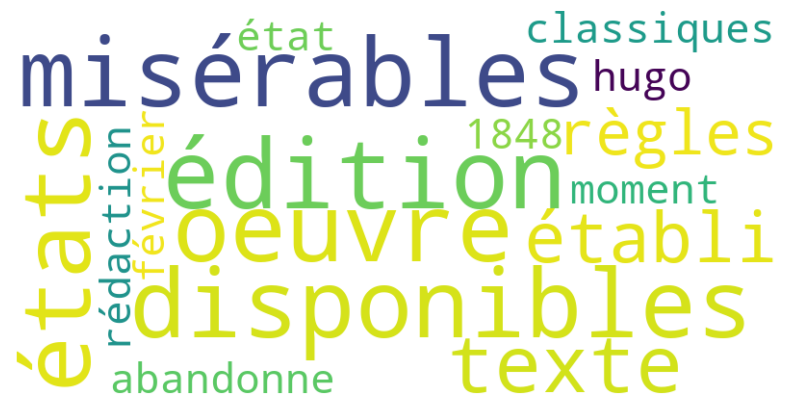 état
classiques
misérables
hugo
états
rédaction
février
édition
1848
règles
moment
oeuvre
établi
disponibles
texte
abandonne